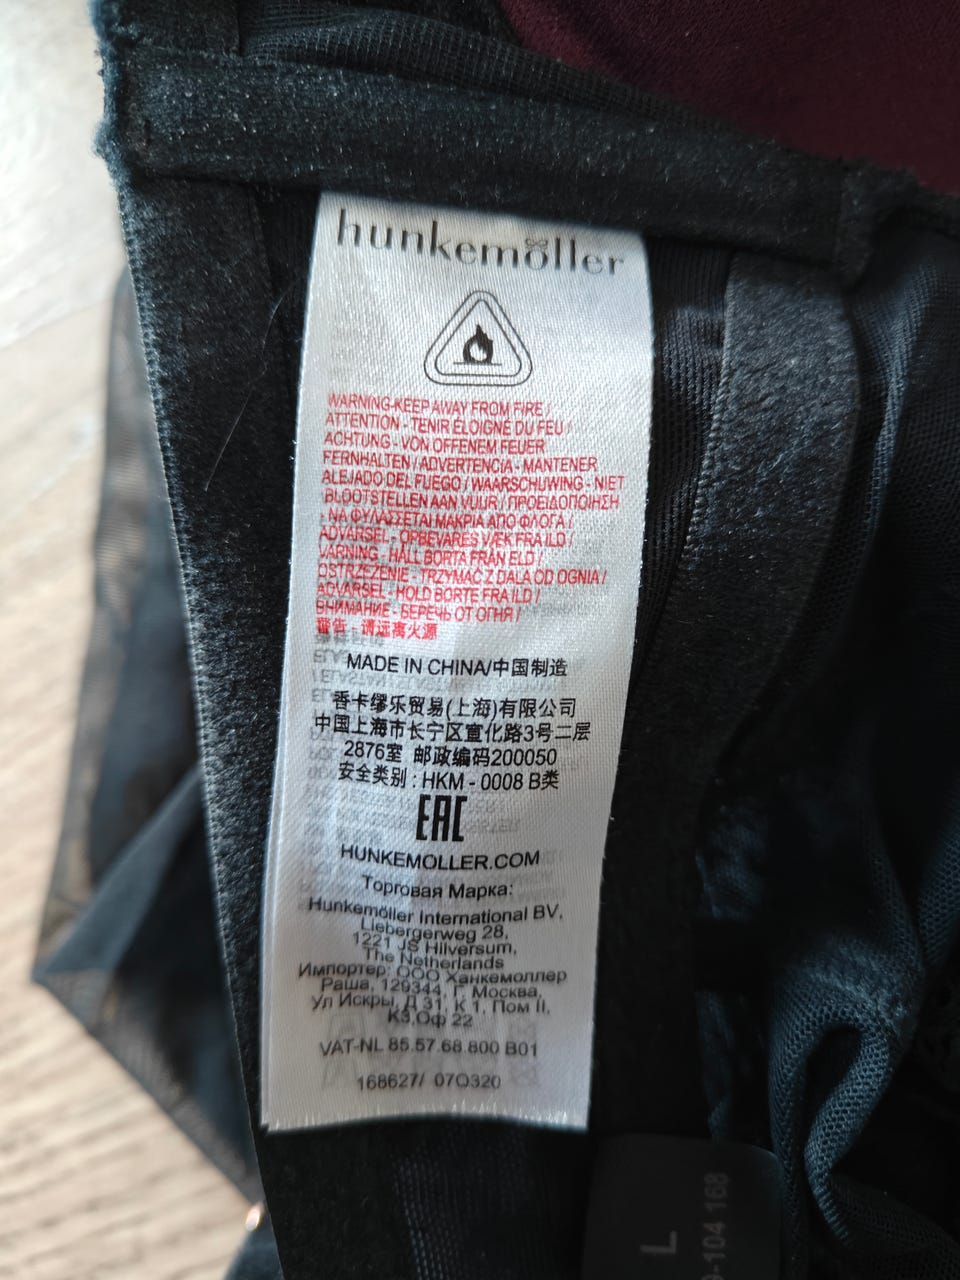 hunkemöller
WARNING-KEEP AWAY FROM FIRE /
ATTENTION - TENIR ÉLOIGNÉ DU FEU /
ACHTUNG - VON OFFENEM FEUER
FERNHALTEN / ADVERTENCIA - MANTENER
ALEJADO DEL FUEGO / WAARSCHUWING - NIET
BLOOTSTELLEN AAN VUUR / ΠΡΟΕΙΔΟΠΟΙΗΣΗ
- ΝΑ ΦΥΛΑΣΣΕΤΑΙ ΜΑΚΡΙΑ ΑΠΟ ΦΛΟΓΑ /
ADVARSEL - OPBEVARES VÆK FRA ILD /
VARNING - HÅLL BORTA FRÅN ELD /
OSTRZEŻENIE - TRZYMAĆ Z DALA OD OGNIA /
ADVARSEL - HOLD BORTE FRA ILD /
ВНИМАНИЕ - БЕРЕЧЬ ОТ ОГНЯ /
警告 - 请远离火源
MADE IN CHINA/中国制造
香卡缪乐贸易(上海)有限公司
中国上海市长宁区宣化路3号二层
2876室 邮政编码200050
安全类别 : HKM - 0008 B类
EAC
HUNKEMOLLER.COM
Торговая Марка:
Hunkemöller International BV,
Liebergerweg 28,
1221 JS Hilversum,
The Netherlands
Импортер: ООО Ханкемоллер
Раша, 129344, Г. Москва,
Ул Искры, Д 31, К 1, Пом II,
К3,Оф 22
VAT-NL 85.57.68.800 B01
168627/ 07Q320
L
-104 168